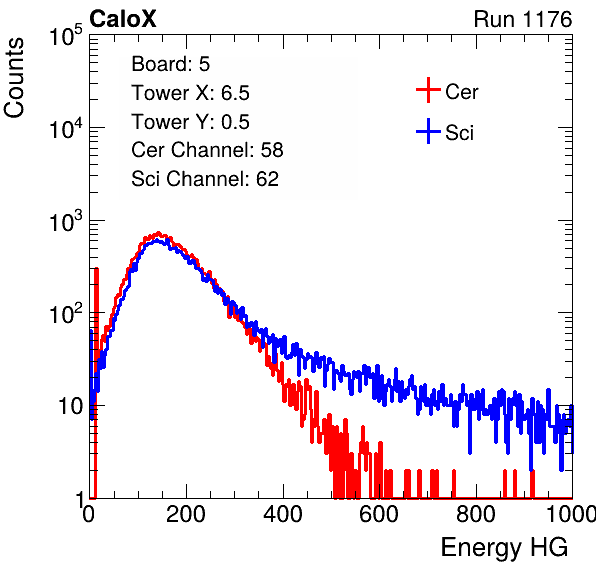 CaloX Run 1176
Counts
10^5
10^4
10^3
10^2
10
1
Board: 5
Tower X: 6.5
Tower Y: 0.5
Cer Channel: 58
Sci Channel: 62
Cer
Sci
0 200 400 600 800 1000
Energy HG